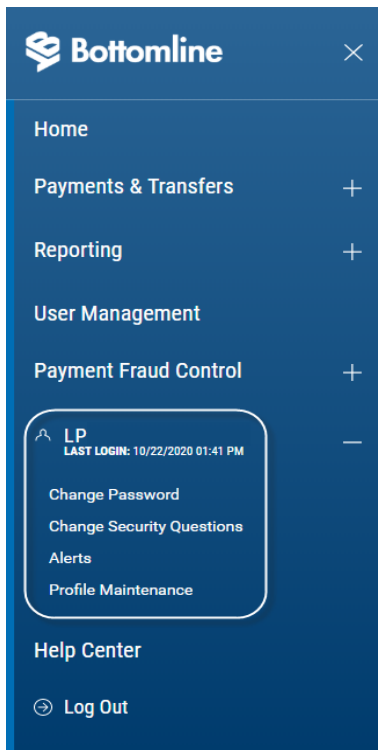 Bottomline
Home
Payments & Transfers
Reporting
User Management
Payment Fraud Control
LP
LAST LOGIN: 10/22/2020 01:41 PM
Change Password
Change Security Questions
Alerts
Profile Maintenance
Help Center
Log Out